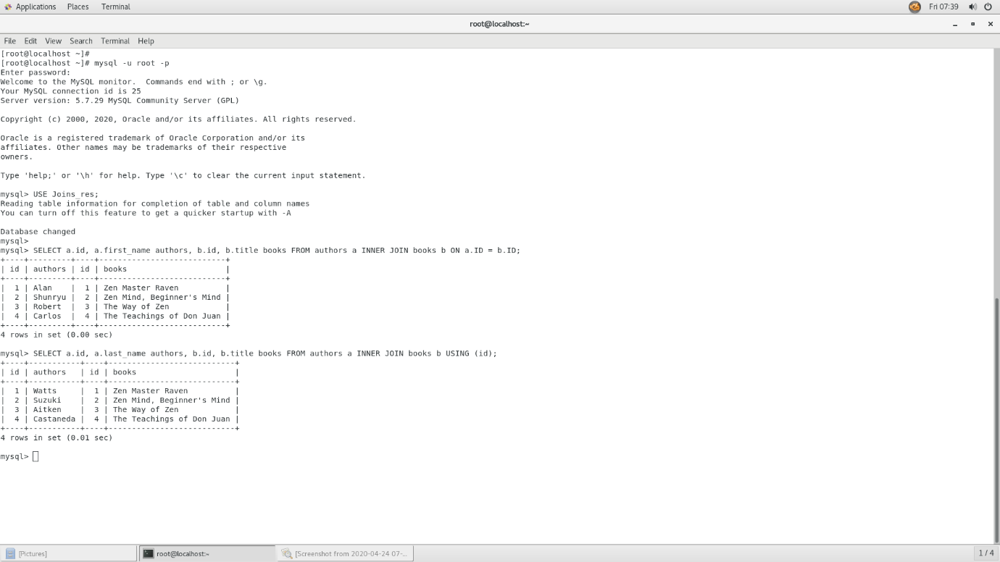 Applications Places Terminal Fri 07:39
root@localhost:~
File Edit View Search Terminal Help
[root@localhost ~]#
[root@localhost ~]# mysql -u root -p
Enter password:
Welcome to the MySQL monitor.  Commands end with ; or \g.
Your MySQL connection id is 25
Server version: 5.7.29 MySQL Community Server (GPL)
Copyright (c) 2000, 2020, Oracle and/or its affiliates. All rights reserved.
Oracle is a registered trademark of Oracle Corporation and/or its
affiliates. Other names may be trademarks of their respective
owners.
Type 'help;' or '\h' for help. Type '\c' to clear the current input statement.
mysql> USE Joins_res;
Reading table information for completion of table and column names
You can turn off this feature to get a quicker startup with -A
Database changed
mysql>
mysql> SELECT a.id, a.first_name authors, b.id, b.title books FROM authors a INNER JOIN books b ON a.ID = b.ID;
+----+---------+----+---------------------------+
| id | authors | id | books                     |
+----+---------+----+---------------------------+
|  1 | Alan    |  1 | Zen Master Raven          |
|  2 | Shunryu |  2 | Zen Mind, Beginner's Mind |
|  3 | Robert  |  3 | The Way of Zen            |
|  4 | Carlos  |  4 | The Teachings of Don Juan |
+----+---------+----+---------------------------+
4 rows in set (0.00 sec)
mysql> SELECT a.id, a.last_name authors, b.id, b.title books FROM authors a INNER JOIN books b USING (id);
+----+-----------+----+---------------------------+
| id | authors   | id | books                     |
+----+-----------+----+---------------------------+
|  1 | Watts     |  1 | Zen Master Raven          |
|  2 | Suzuki    |  2 | Zen Mind, Beginner's Mind |
|  3 | Aitken    |  3 | The Way of Zen            |
|  4 | Castaneda |  4 | The Teachings of Don Juan |
+----+-----------+----+---------------------------+
4 rows in set (0.01 sec)
mysql>
[Pictures] root@localhost:~ [Screenshot from 2020-04-24 07-... 1 / 4